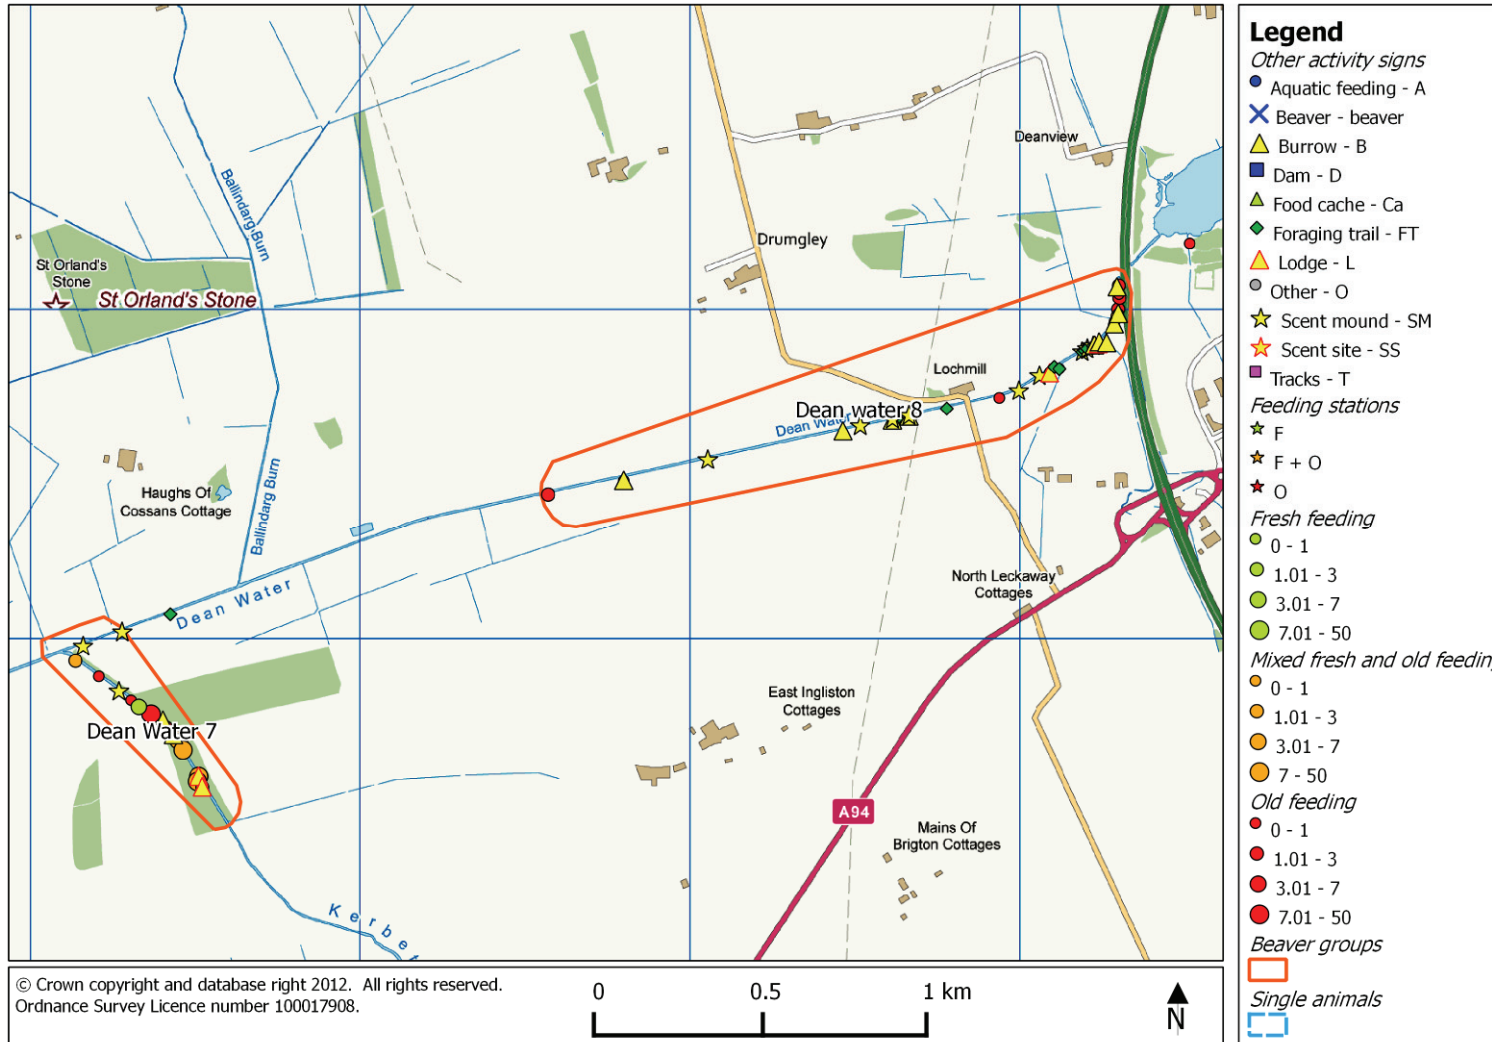 Deanview
Ballindarg Burn
Drumgley
St Orland's
Stone
St Orland's Stone
Lochmill
Dean water 8
Dean Water
Haughs Of
Cossans Cottage
Ballindarg Burn
North Leckaway
Cottages
Dean Water
East Ingliston
Cottages
Dean Water 7
A94
Mains Of
Brigton Cottages
Kerbe
© Crown copyright and database right 2012. All rights reserved.
Ordnance Survey Licence number 100017908.
0 0.5 1 km
N
Legend
Other activity signs
Aquatic feeding - A
Beaver - beaver
Burrow - B
Dam - D
Food cache - Ca
Foraging trail - FT
Lodge - L
Other - O
Scent mound - SM
Scent site - SS
Tracks - T
Feeding stations
F
F + O
O
Fresh feeding
0 - 1
1.01 - 3
3.01 - 7
7.01 - 50
Mixed fresh and old feeding
0 - 1
1.01 - 3
3.01 - 7
7 - 50
Old feeding
0 - 1
1.01 - 3
3.01 - 7
7.01 - 50
Beaver groups
Single animals